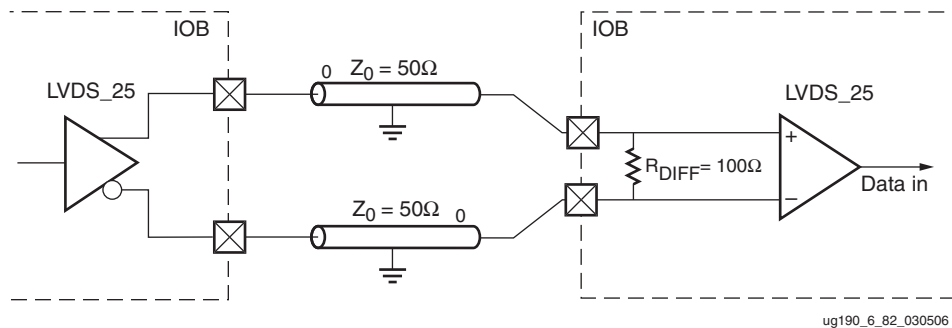 IOB
IOB
LVDS_25
0
Z0 = 50Ω
LVDS_25
+
RDIFF= 100Ω
Data in
–
Z0 = 50Ω
0
ug190_6_82_030506